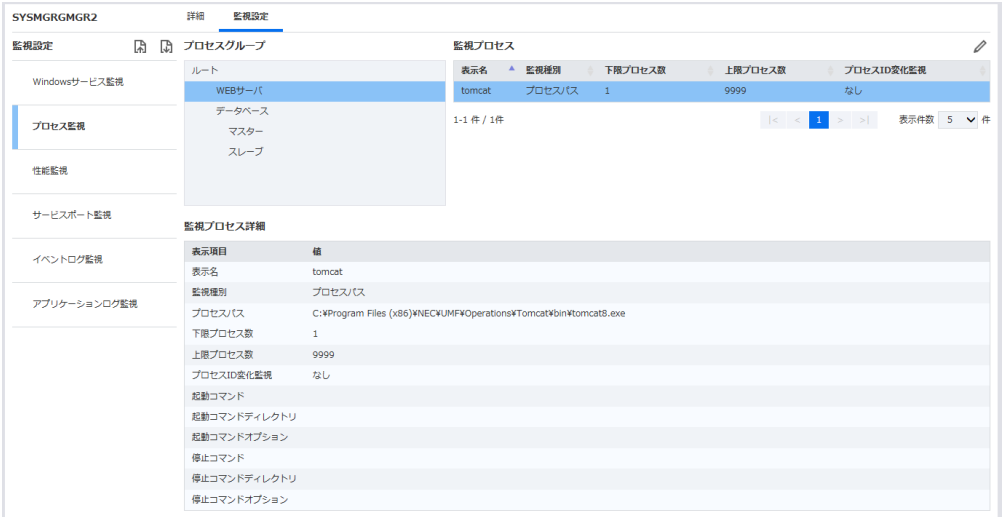 SYSMGRGMGR2
詳細 監視設定
監視設定
Windowsサービス監視
プロセス監視
性能監視
サービスポート監視
イベントログ監視
アプリケーションログ監視
プロセスグループ
ルート
WEBサーバ
データベース
マスター
スレーブ
監視プロセス
表示名 監視種別 下限プロセス数 上限プロセス数 プロセスID変化監視
tomcat プロセスパス 1 9999 なし
1-1 件 / 1件 |< < 1 > >| 表示件数 5 件
監視プロセス詳細
表示項目 値
表示名 tomcat
監視種別 プロセスパス
プロセスパス C:¥Program Files (x86)¥NEC¥UMF¥Operations¥Tomcat¥bin¥tomcat8.exe
下限プロセス数 1
上限プロセス数 9999
プロセスID変化監視 なし
起動コマンド
起動コマンドディレクトリ
起動コマンドオプション
停止コマンド
停止コマンドディレクトリ
停止コマンドオプション